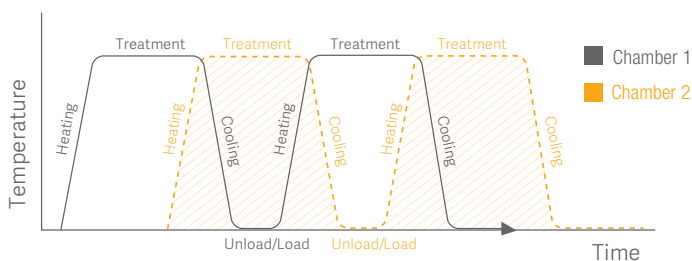 Treatment Treatment Treatment Treatment
Chamber 1
Chamber 2
Temperature
Heating
Heating
Cooling
Heating
Cooling
Heating
Cooling
Cooling
Unload/Load Unload/Load
Time